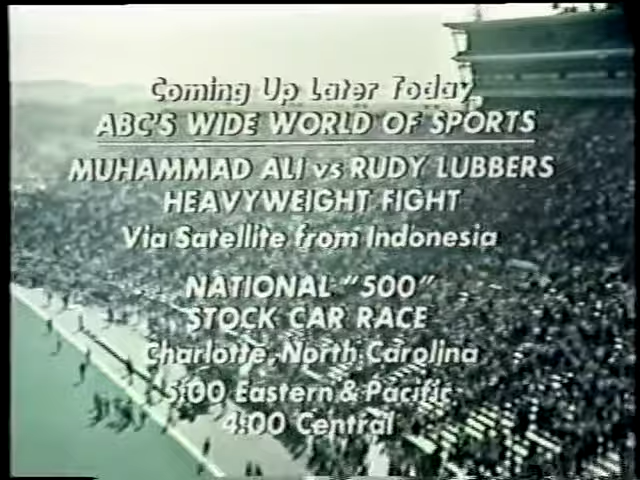 Coming Up Later Today
ABC'S WIDE WORLD OF SPORTS
MUHAMMAD ALI vs RUDY LUBBERS
HEAVYWEIGHT FIGHT
Via Satellite from Indonesia
NATIONAL "500"
STOCK CAR RACE
Charlotte, North Carolina
5:00 Eastern & Pacific
4:00 Central